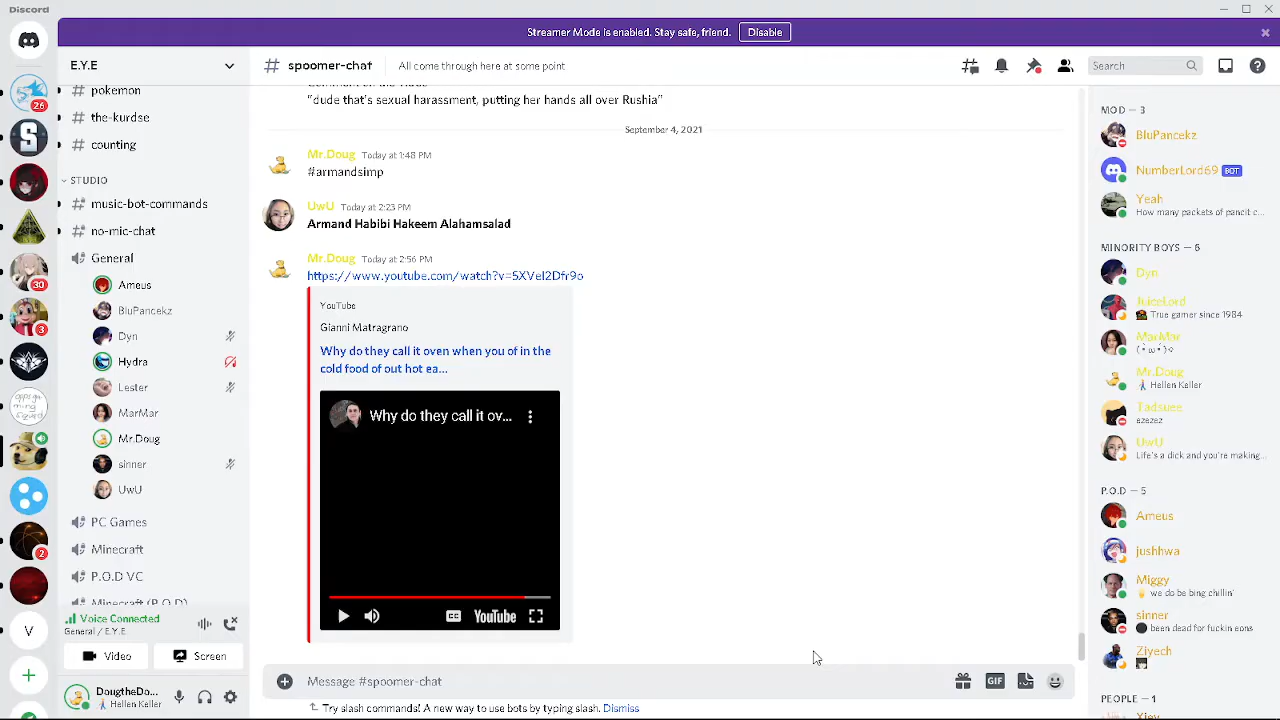 Discord
Streamer Mode is enabled. Stay safe, friend.
Disable
E.Y.E
# spoomer-chat
All come through here at some point
Search
26
30
3
2
V
# pokemon
# the-kurdse
# counting
STUDIO
# music-bot-commands
# no-mic-chat
General
Ameus
BluPancekz
Dyn
Hydra
Lester
MarMar
Mr.Doug
sinner
UwU
PC Games
Minecraft
P.O.D VC
Minecraft (P.O.D)
Voice Connected
General / E.Y.E
Video
Screen
DougtheDo...
Hellen Keller
"dude that's sexual harassment, putting her hands all over Rushia"
September 4, 2021
Mr.Doug Today at 1:48 PM
#armandsimp
UwU Today at 2:23 PM
Armand Habibi Hakeem Alahamsalad
Mr.Doug Today at 2:56 PM
https://www.youtube.com/watch?v=5XVeI2Dfr9o
YouTube
Gianni Matragrano
Why do they call it oven when you of in the
cold food of out hot ea...
Why do they call it ov...
CC
YouTube
Message #spoomer-chat
GIF
Try slash commands! A new way to use bots by typing slash. Dismiss
MOD — 3
BluPancekz
NumberLord69 BOT
Yeah
How many packets of pancit c...
MINORITY BOYS — 6
Dyn
JuiceLord
True gamer since 1984
MarMar
Mr.Doug
Hellen Keller
Tadsuee
ezezez
UwU
Life's a dick and you're making...
P.O.D — 5
Ameus
jushhwa
Miggy
we do be bing chillin'
sinner
been dead for fuckin eons
Ziyech
PEOPLE — 1